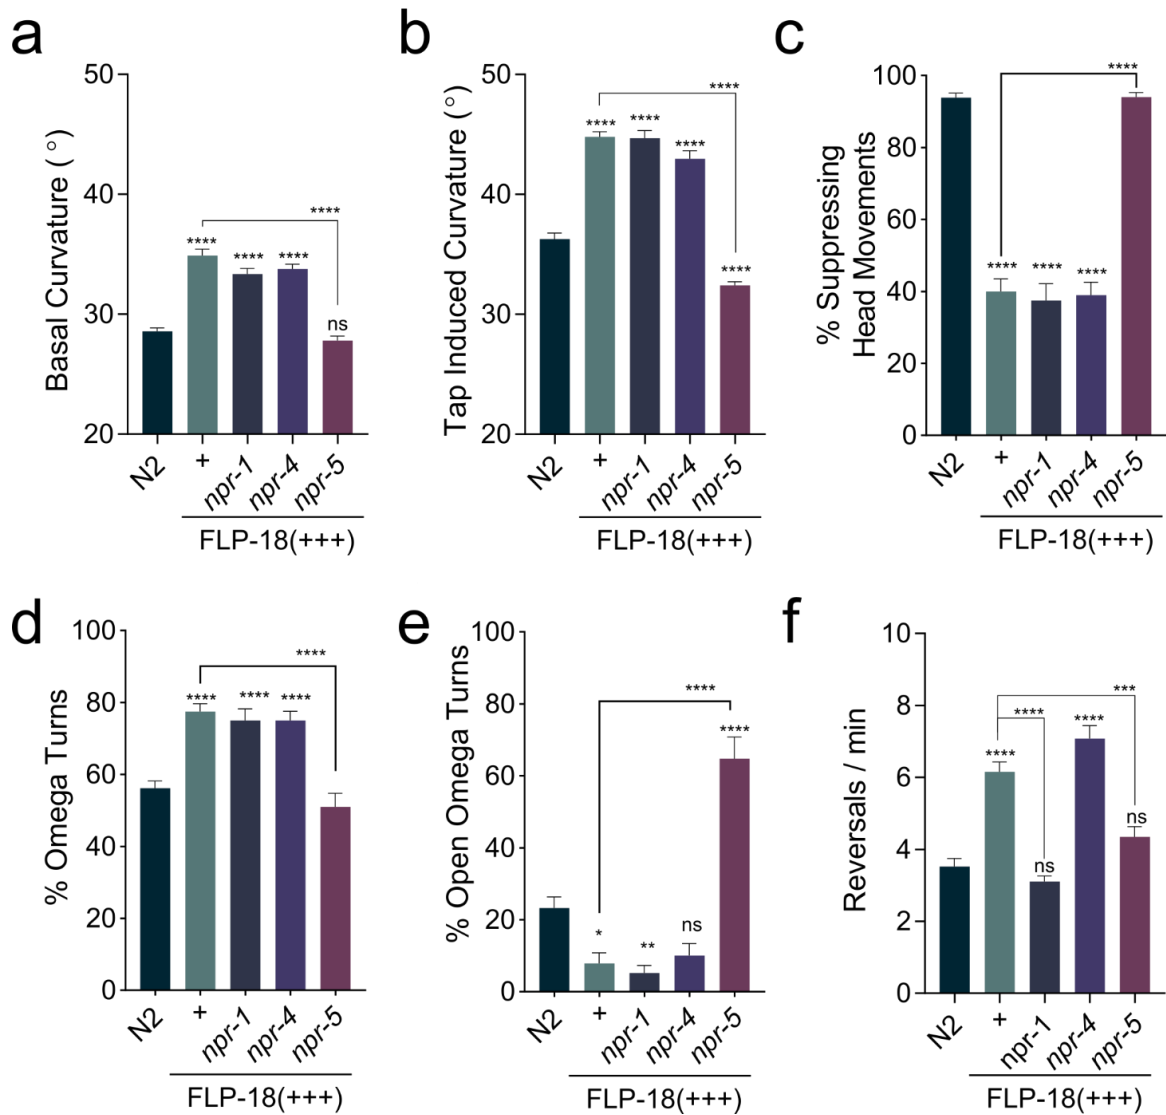 a
50
40
30
20
Basal Curvature (°)
****
****
****
****
ns
N2
+
npr-1
npr-4
npr-5
FLP-18(+++)
b
50
40
30
20
Tap Induced Curvature (°)
****
****
****
****
****
N2
+
npr-1
npr-4
npr-5
FLP-18(+++)
c
100
80
60
40
20
0
% Suppressing
Head Movements
****
****
****
****
N2
+
npr-1
npr-4
npr-5
FLP-18(+++)
d
100
80
60
40
20
0
% Omega Turns
****
****
****
****
N2
+
npr-1
npr-4
npr-5
FLP-18(+++)
e
100
80
60
40
20
0
% Open Omega Turns
****
****
*
**
ns
N2
+
npr-1
npr-4
npr-5
FLP-18(+++)
f
10
8
6
4
2
0
Reversals / min
***
****
****
****
ns
ns
N2
+
npr-1
npr-4
npr-5
FLP-18(+++)